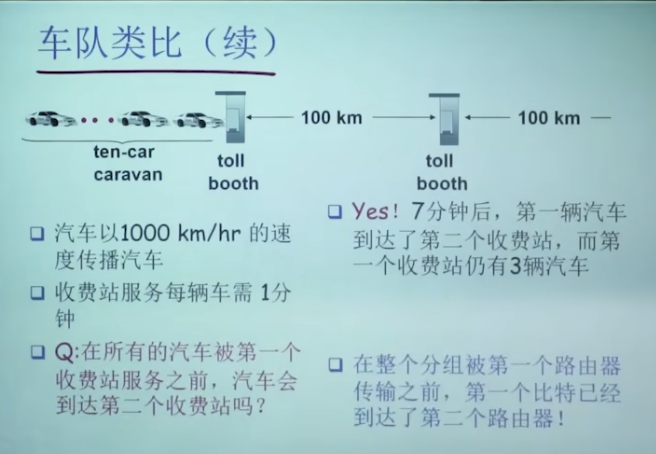 车队类比（续）
100 km
100 km
ten-car
caravan
toll
booth
toll
booth
汽车以1000 km/hr 的速
度传播汽车
收费站服务每辆车需 1分
钟
Q:在所有的汽车被第一个
收费站服务之前，汽车会
到达第二个收费站吗？
Yes！7分钟后，第一辆汽车
到达了第二个收费站，而第
一个收费站仍有3辆汽车
在整个分组被第一个路由器
传输之前，第一个比特已经
到达了第二个路由器！